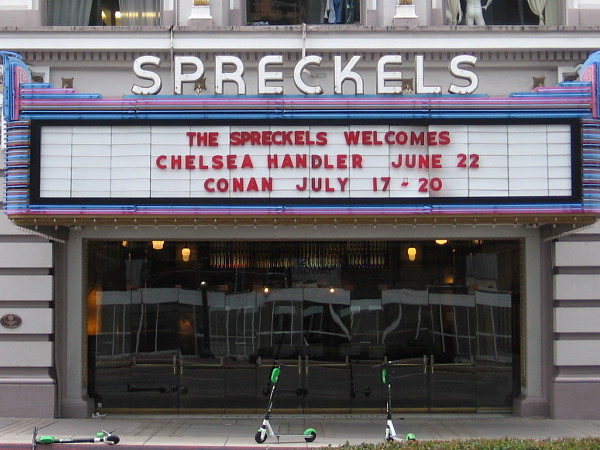 SPRECKELS
THE SPRECKELS WELCOMES
CHELSEA HANDLER JUNE 22
CONAN JULY 17 - 20